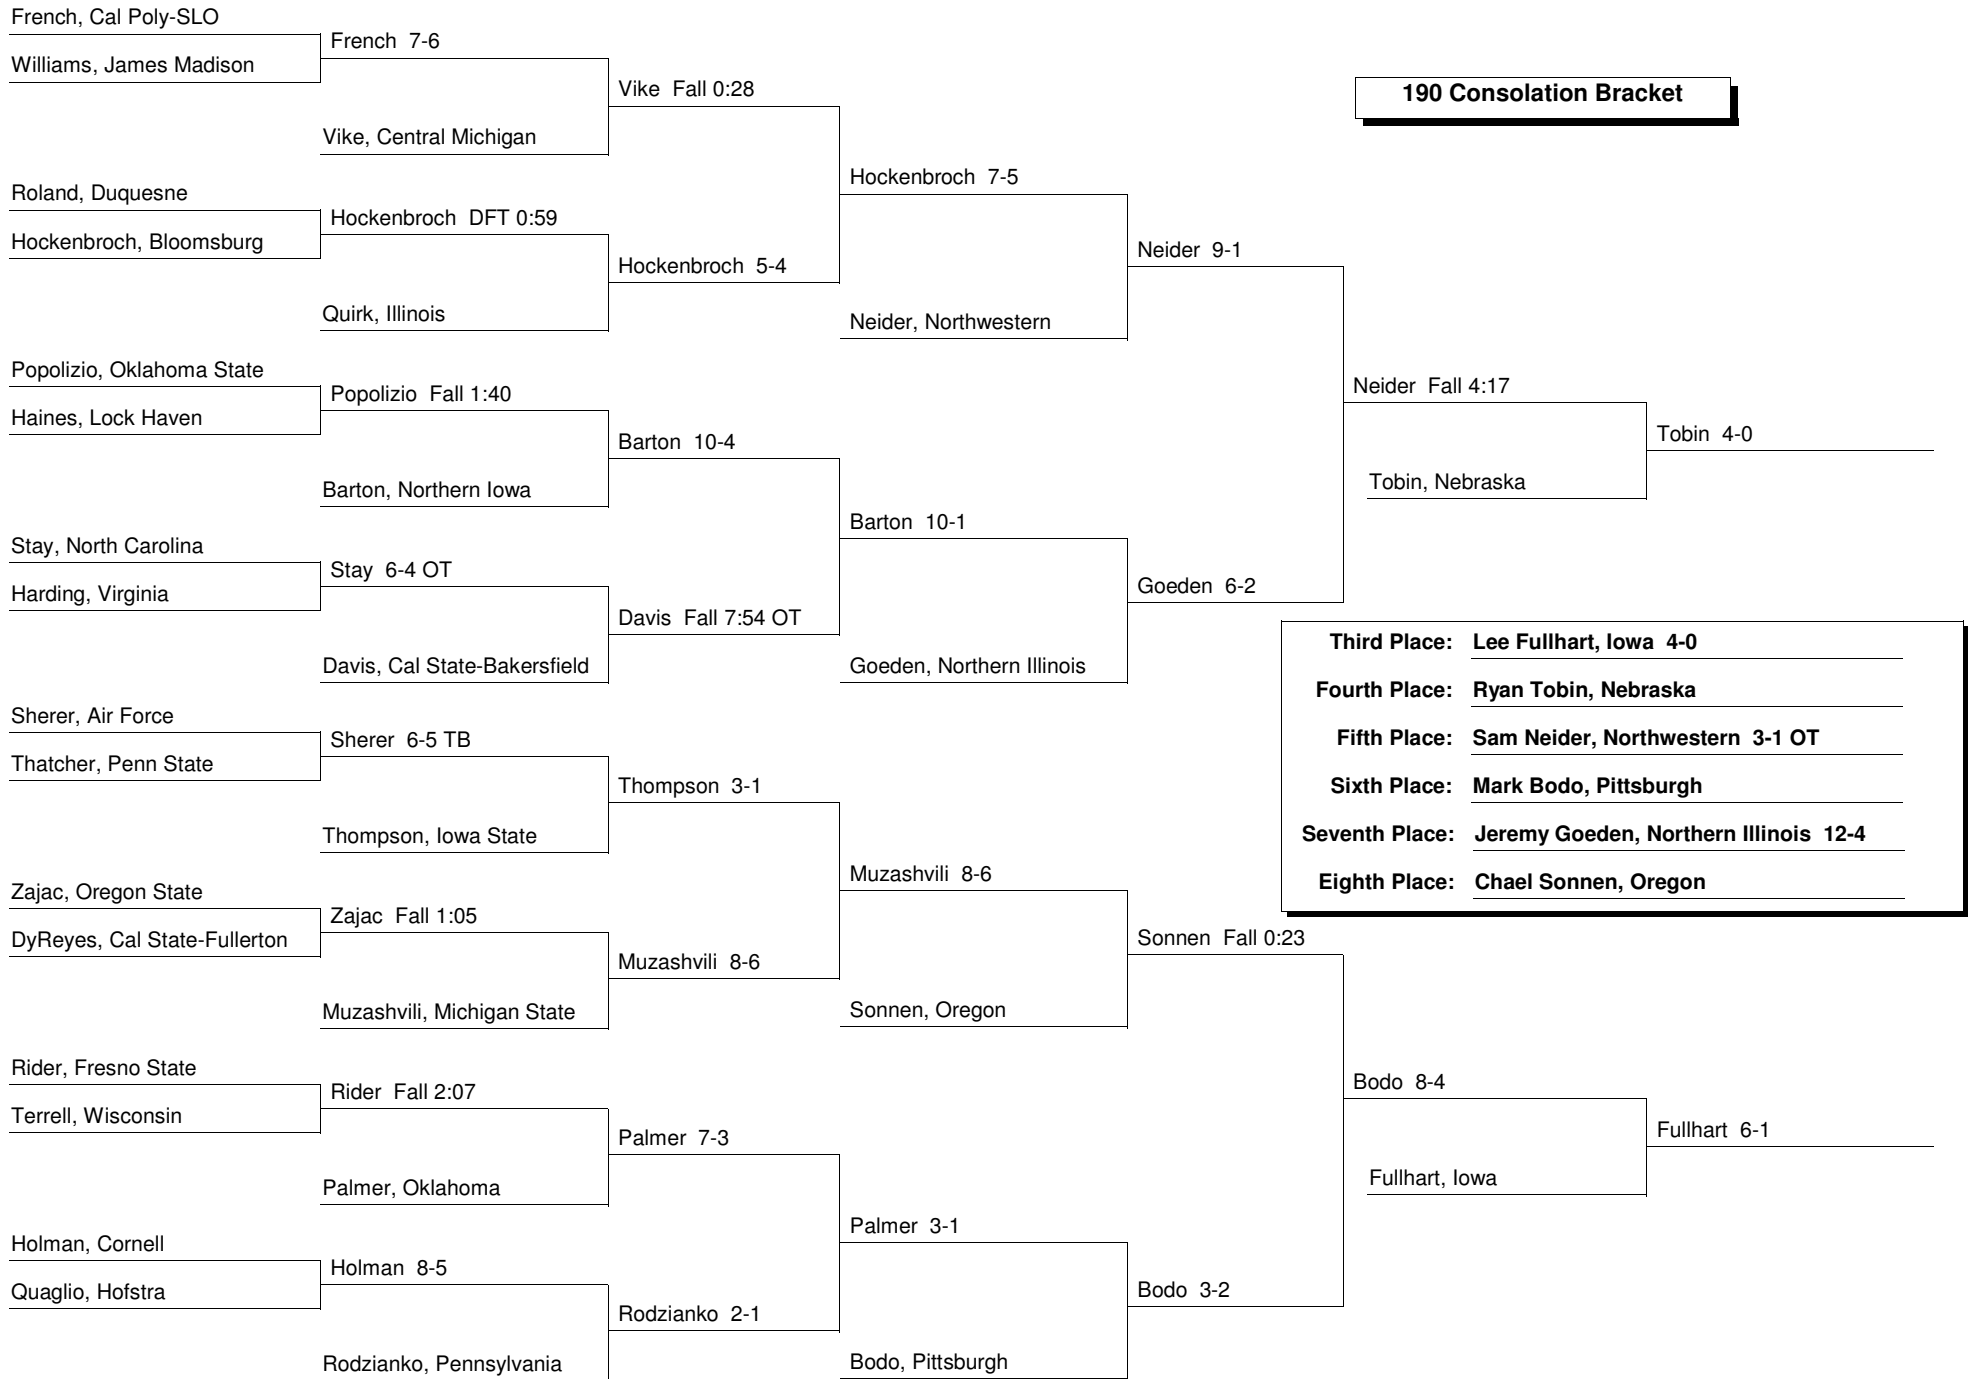 French, Cal Poly-SLO
French 7-6
Williams, James Madison
Vike Fall 0:28
190 Consolation Bracket
Vike, Central Michigan
Hockenbroch 7-5
Roland, Duquesne
Hockenbroch DFT 0:59
Hockenbroch, Bloomsburg
Neider 9-1
Hockenbroch 5-4
Quirk, Illinois
Neider, Northwestern
Popolizio, Oklahoma State
Neider Fall 4:17
Popolizio Fall 1:40
Haines, Lock Haven
Tobin 4-0
Barton 10-4
Tobin, Nebraska
Barton, Northern Iowa
Barton 10-1
Stay, North Carolina
Stay 6-4 OT
Goeden 6-2
Harding, Virginia
Davis Fall 7:54 OT
Third Place: Lee Fullhart, Iowa 4-0
Davis, Cal State-Bakersfield
Goeden, Northern Illinois
Fourth Place: Ryan Tobin, Nebraska
Sherer, Air Force
Sherer 6-5 TB
Fifth Place: Sam Neider, Northwestern 3-1 OT
Thatcher, Penn State
Thompson 3-1
Sixth Place: Mark Bodo, Pittsburgh
Thompson, Iowa State
Seventh Place: Jeremy Goeden, Northern Illinois 12-4
Muzashvili 8-6
Eighth Place: Chael Sonnen, Oregon
Zajac, Oregon State
Zajac Fall 1:05
DyReyes, Cal State-Fullerton
Sonnen Fall 0:23
Muzashvili 8-6
Muzashvili, Michigan State
Sonnen, Oregon
Rider, Fresno State
Bodo 8-4
Rider Fall 2:07
Terrell, Wisconsin
Fullhart 6-1
Palmer 7-3
Fullhart, Iowa
Palmer, Oklahoma
Palmer 3-1
Holman, Cornell
Holman 8-5
Quaglio, Hofstra
Bodo 3-2
Rodzianko 2-1
Rodzianko, Pennsylvania
Bodo, Pittsburgh